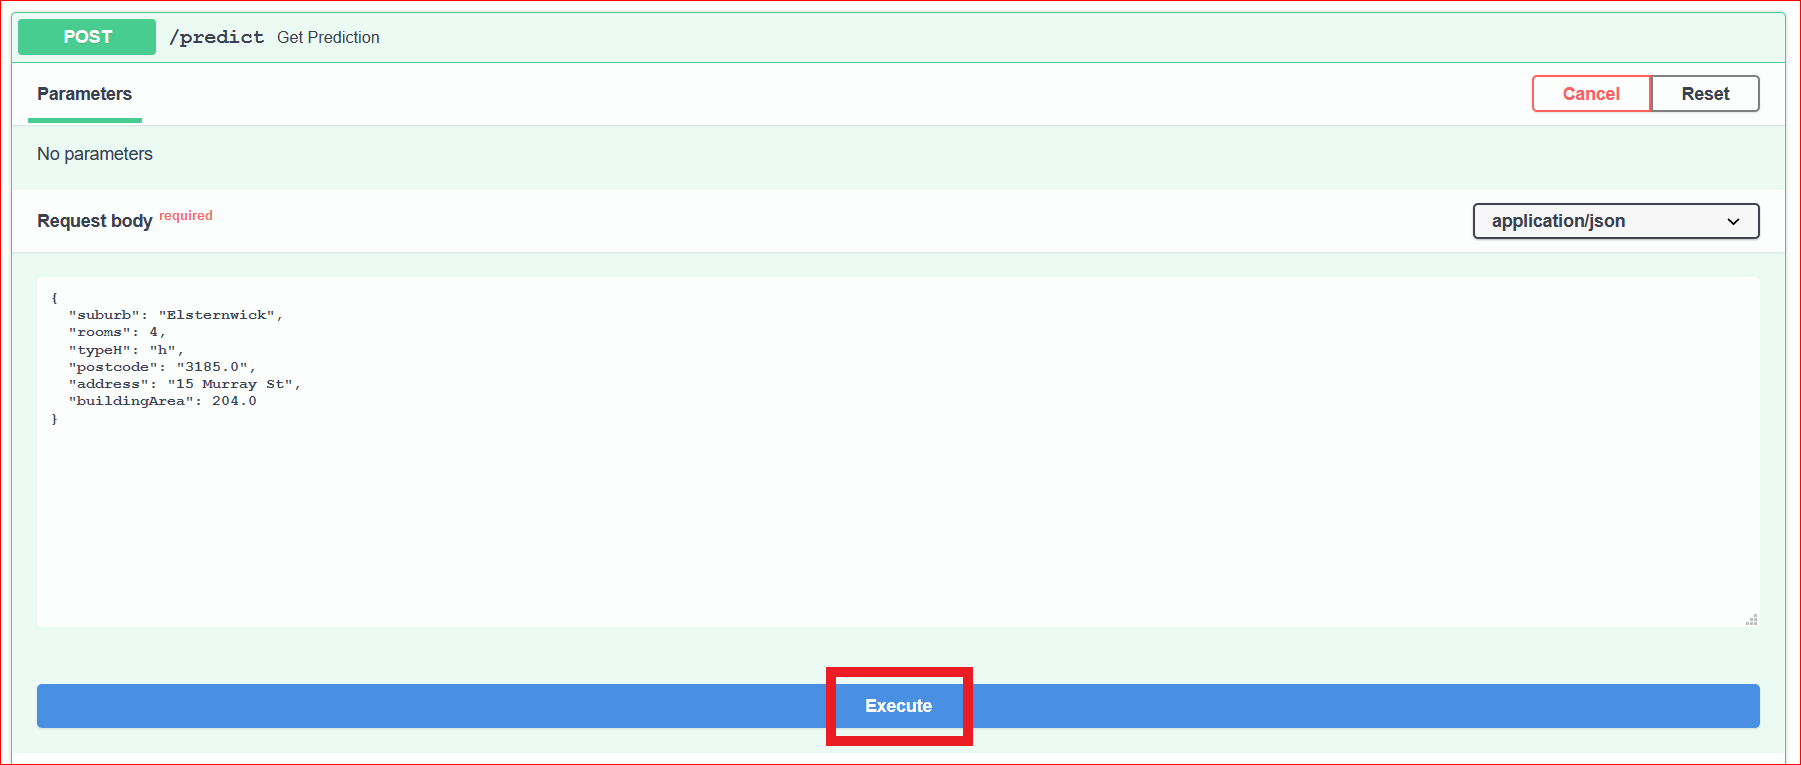 POST /predict Get Prediction
Parameters Cancel Reset
No parameters
Request body required application/json
{
"suburb": "Elsternwick",
"rooms": 4,
"typeH": "h",
"postcode": "3185.0",
"address": "15 Murray St",
"buildingArea": 204.0
}
Execute